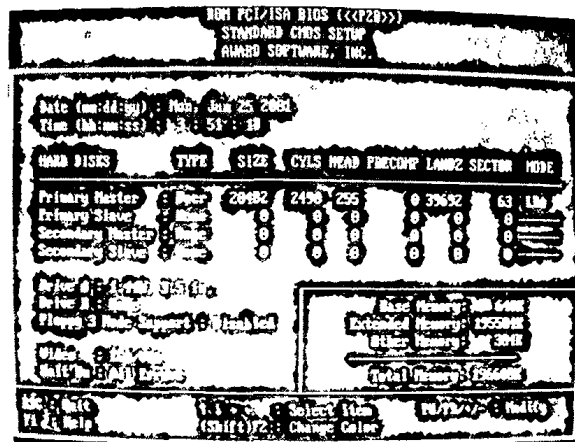 ROM PCI/ISA BIOS (<<P2B>>)
STANDARD CMOS SETUP
AWARD SOFTWARE, INC.
Date (mm:dd:yy) : Mon, Jun 25 2001
Time (hh:mm:ss) : 51 :
HARD DISKS TYPE SIZE CYLS HEAD PRECOMP LANDZ SECTOR MODE
Primary Master : User 20482 2490 255 0 39692 63 LBA
Primary Slave : None 0 0 0 0 0 0
Secondary Master : None 0 0 0 0 0 0
Secondary Slave : None 0 0 0 0 0 0
Drive A :
Drive B :
Floppy 3 Mode Support : Disabled
Video :
Halt On : All Errors
Base Memory:
Extended Memory:
Other Memory: 384K
Total Memory:
ESC : Quit : Select Item PU/PD/+/- : Modify
F1 : Help (Shift)F2 : Change Color